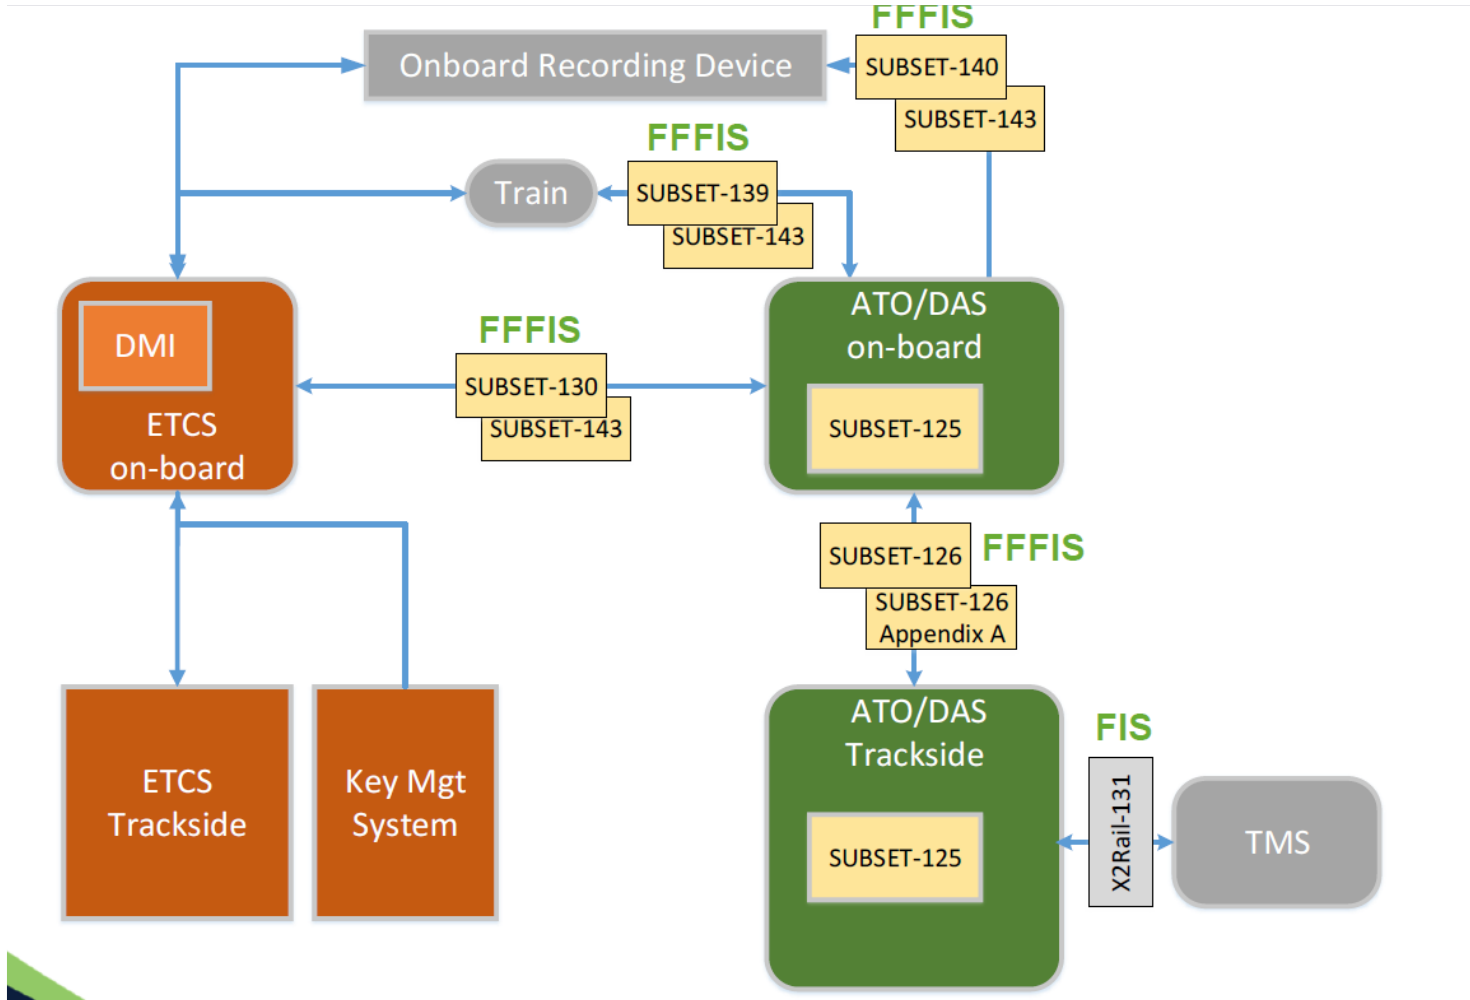 FFFIS
Onboard Recording Device
SUBSET-140
SUBSET-143
FFFIS
Train
SUBSET-139
SUBSET-143
DMI
ETCS
on-board
FFFIS
SUBSET-130
SUBSET-143
ATO/DAS
on-board
SUBSET-125
SUBSET-126
FFFIS
SUBSET-126
Appendix A
ETCS
Trackside
Key Mgt
System
ATO/DAS
Trackside
SUBSET-125
FIS
X2Rail-131
TMS